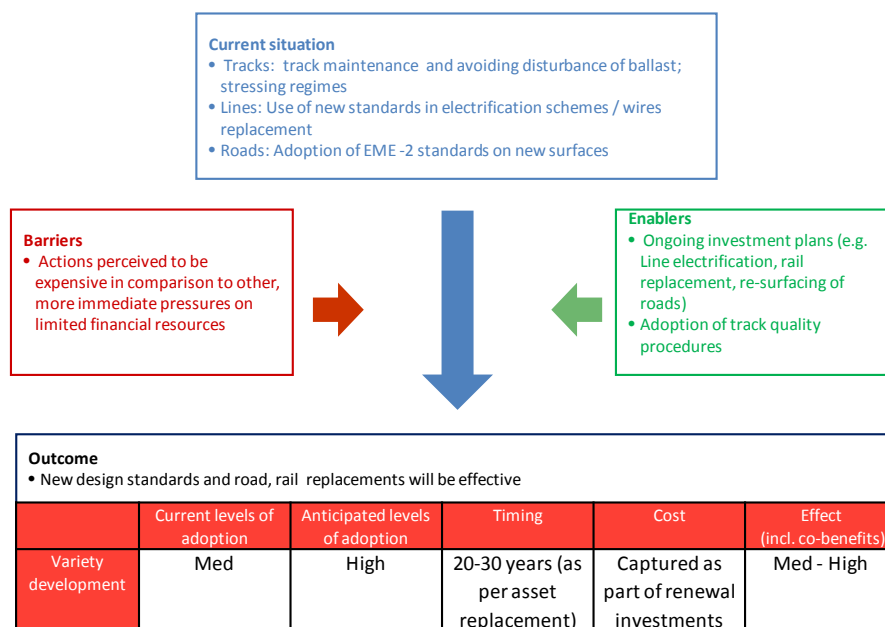 Current situation
• Tracks:  track maintenance  and avoiding disturbance of ballast;
stressing regimes
• Lines: Use of new standards in electrification schemes / wires
replacement
• Roads: Adoption of EME -2 standards on new surfaces
Barriers
• Actions perceived to be
expensive in comparison to other,
more immediate pressures on
limited financial resources
Enablers
• Ongoing investment plans (e.g.
Line electrification, rail
replacement, re-surfacing of
roads)
• Adoption of track quality
procedures
Outcome
• New design standards and road, rail  replacements will be effective
Current levels of
adoption
Anticipated levels
of adoption
Timing
Cost
Effect
(incl. co-benefits)
Variety
development
Med
High
20-30 years (as
per asset
replacement)
Captured as
part of renewal
investments
Med - High